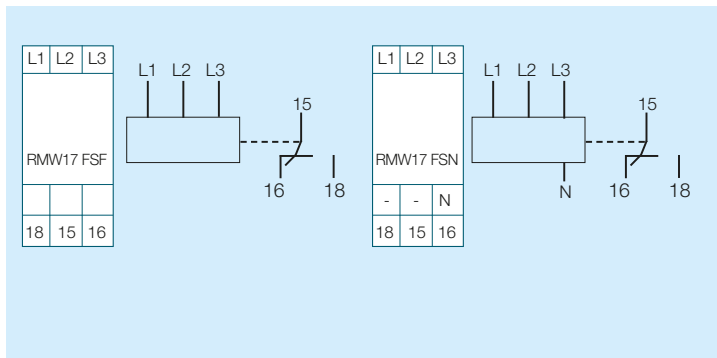 L1 L2 L3
L1 L2 L3
15
RMW17 FSF
16 18
18 15 16
L1 L2 L3
L1 L2 L3
15
RMW17 FSN
N 16 18
- - N
18 15 16